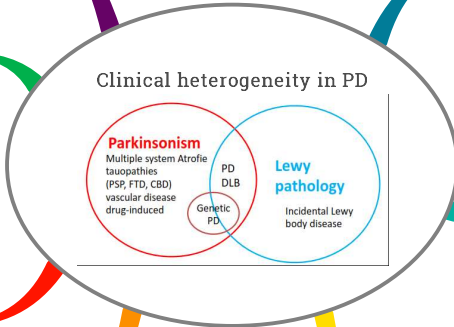 Clinical heterogeneity in PD
Parkinsonism
Multiple system Atrofie
tauopathies
(PSP, FTD, CBD)
vascular disease
drug-induced
PD
DLB
Genetic
PD
Lewy
pathology
Incidental Lewy
body disease